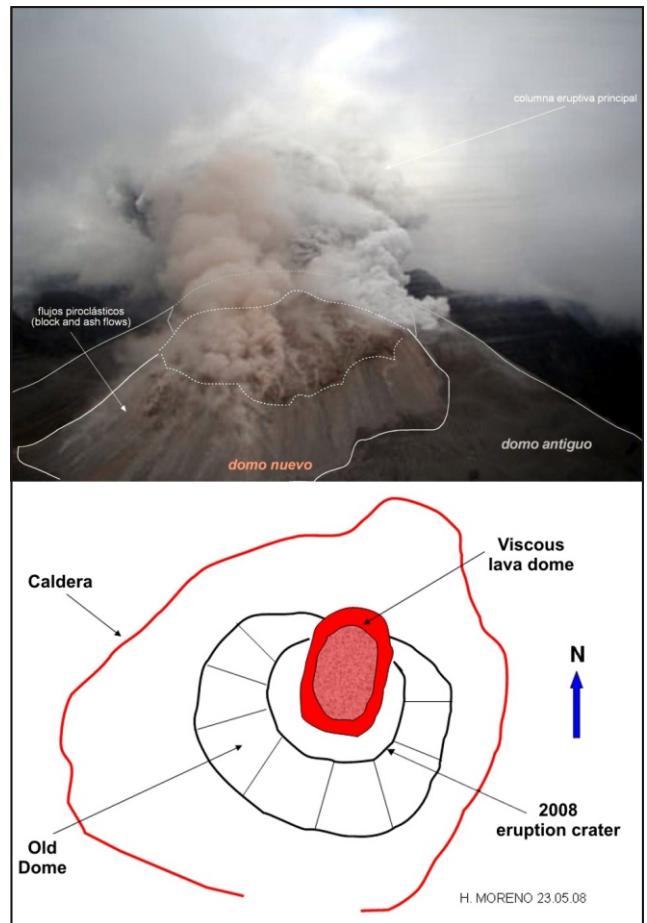 columna eruptiva principal
flujos piroclásticos
(block and ash flows)
domo nuevo
domo antiguo
Viscous
lava dome
Caldera
N
Old
Dome
2008
eruption crater
H. MORENO 23.05.08